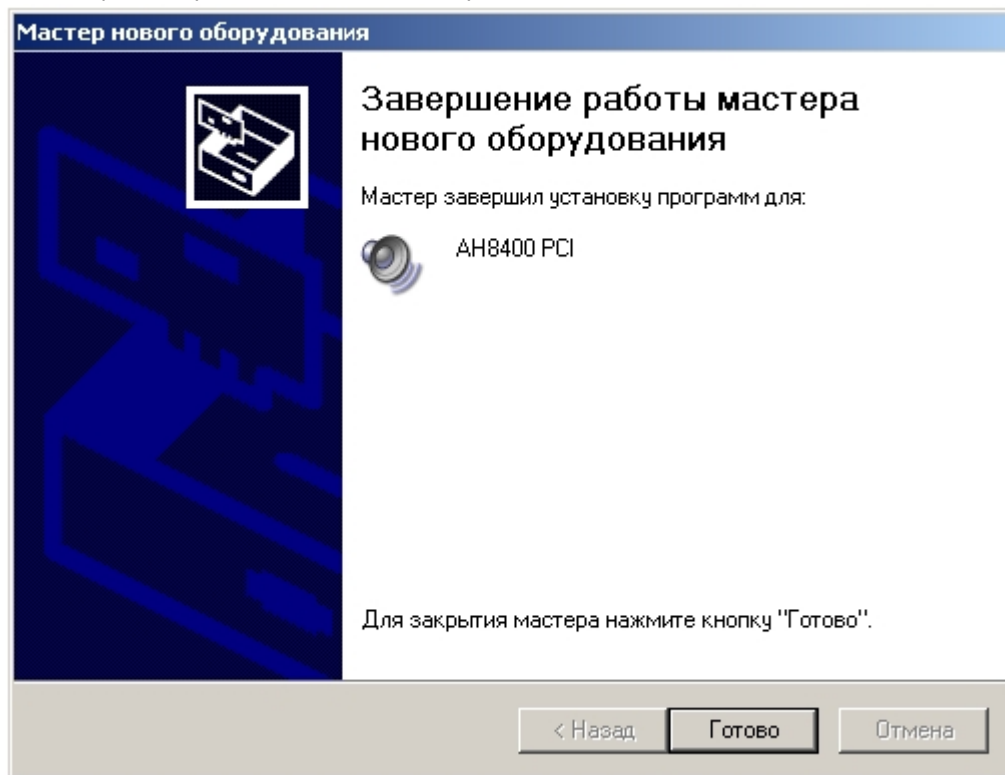 Мастер нового оборудования
Завершение работы мастера
нового оборудования
Мастер завершил установку программ для:
AH8400 PCI
Для закрытия мастера нажмите кнопку "Готово".
< Назад
Готово
Отмена